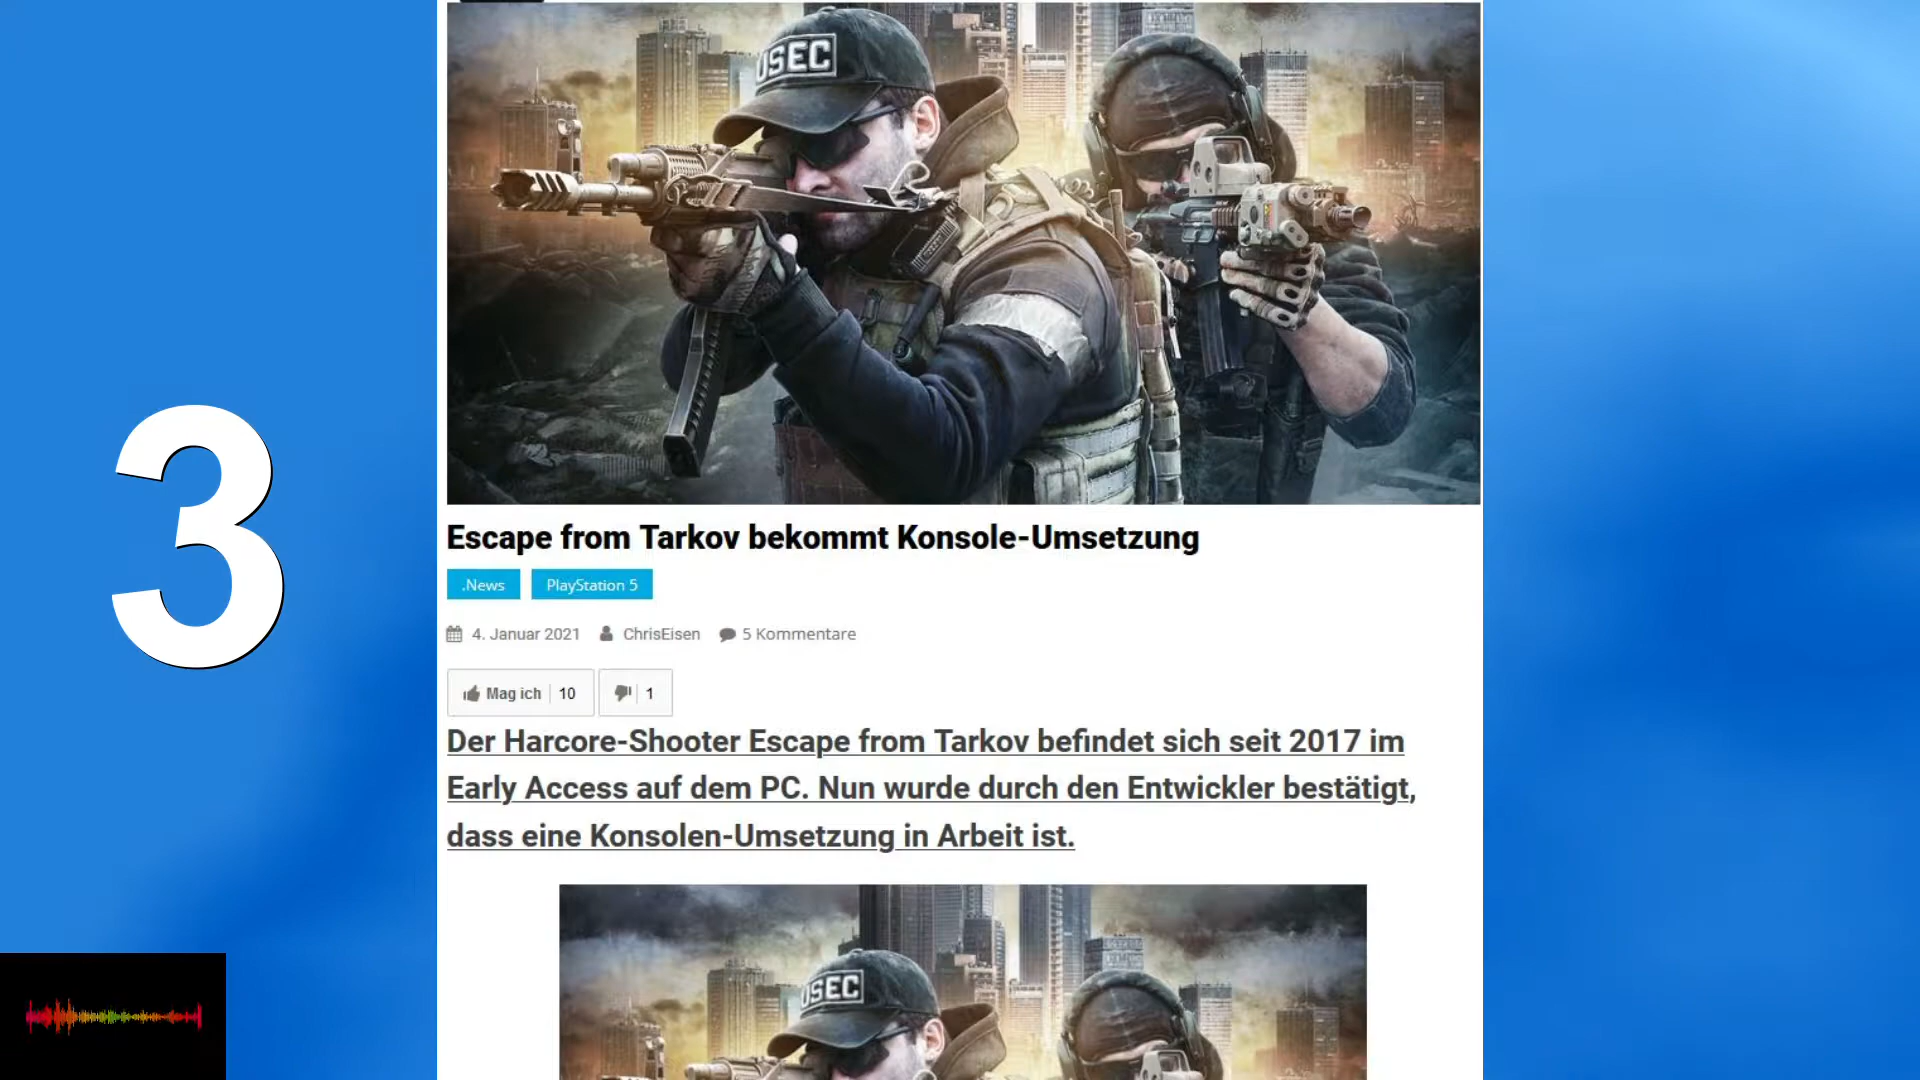 USEC
3
Escape from Tarkov bekommt Konsole-Umsetzung
.News PlayStation 5
4. Januar 2021 ChrisEisen 5 Kommentare
Mag ich 10 1
Der Harcore-Shooter Escape from Tarkov befindet sich seit 2017 im
Early Access auf dem PC. Nun wurde durch den Entwickler bestätigt,
dass eine Konsolen-Umsetzung in Arbeit ist.
USEC